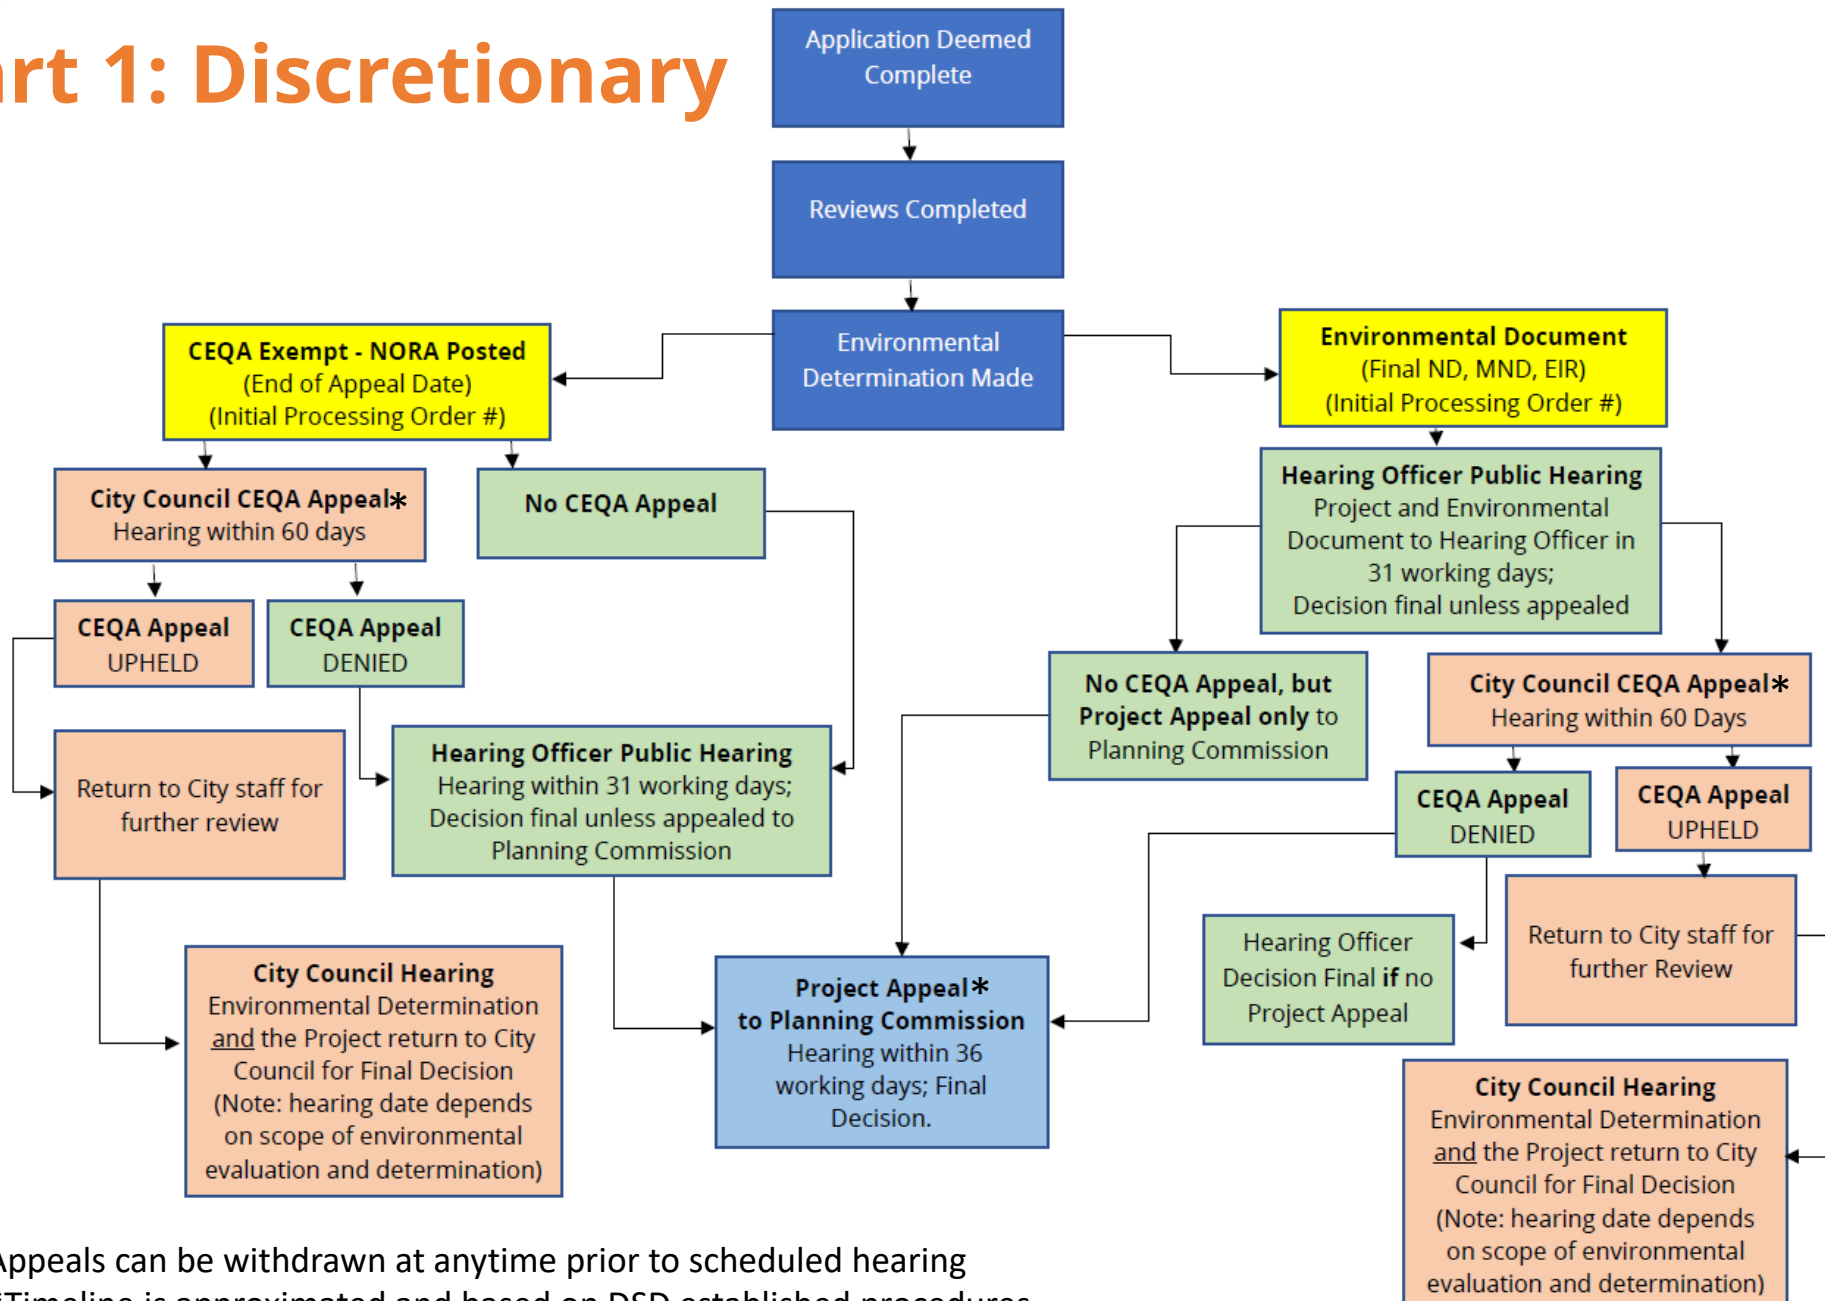 art 1: Discretionary
Application Deemed
Complete
Reviews Completed
Environmental
Determination Made
CEQA Exempt - NORA Posted
(End of Appeal Date)
(Initial Processing Order #)
Environmental Document
(Final ND, MND, EIR)
(Initial Processing Order #)
City Council CEQA Appeal*
Hearing within 60 days
No CEQA Appeal
Hearing Officer Public Hearing
Project and Environmental
Document to Hearing Officer in
31 working days;
Decision final unless appealed
CEQA Appeal
UPHELD
CEQA Appeal
DENIED
No CEQA Appeal, but
Project Appeal only to
Planning Commission
City Council CEQA Appeal*
Hearing within 60 Days
Return to City staff for
further review
Hearing Officer Public Hearing
Hearing within 31 working days;
Decision final unless appealed to
Planning Commission
CEQA Appeal
DENIED
CEQA Appeal
UPHELD
City Council Hearing
Environmental Determination
and the Project return to City
Council for Final Decision
(Note: hearing date depends
on scope of environmental
evaluation and determination)
Project Appeal*
to Planning Commission
Hearing within 36
working days; Final
Decision.
Hearing Officer
Decision Final if no
Project Appeal
Return to City staff for
further Review
City Council Hearing
Environmental Determination
and the Project return to City
Council for Final Decision
(Note: hearing date depends
on scope of environmental
evaluation and determination)
Appeals can be withdrawn at anytime prior to scheduled hearing
*Timeline is approximated and based on DSD established procedures